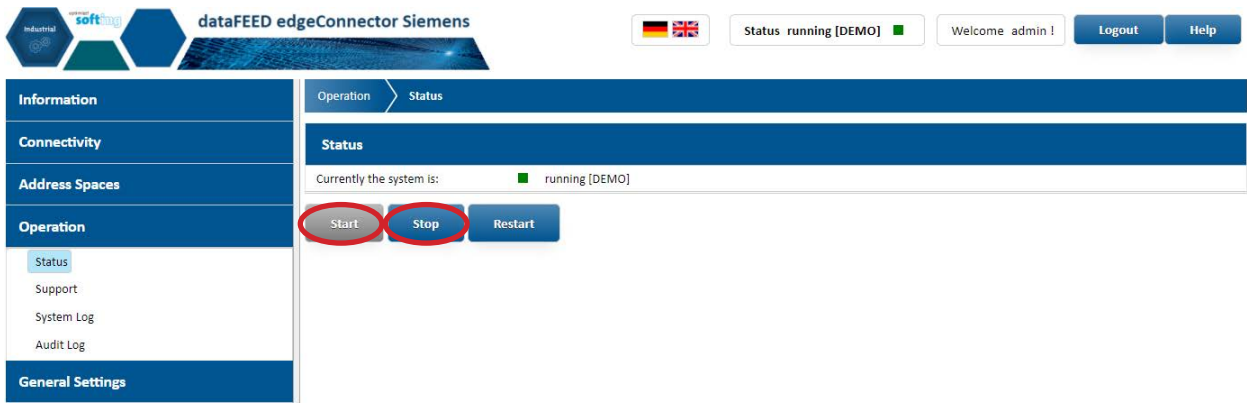 Industrial
optimize!
softing
dataFEED edgeConnector Siemens
Status running [DEMO]
Welcome admin !
Logout
Help
Information
Connectivity
Address Spaces
Operation
Status
Support
System Log
Audit Log
General Settings
Operation
Status
Status
Currently the system is:
running [DEMO]
Start
Stop
Restart